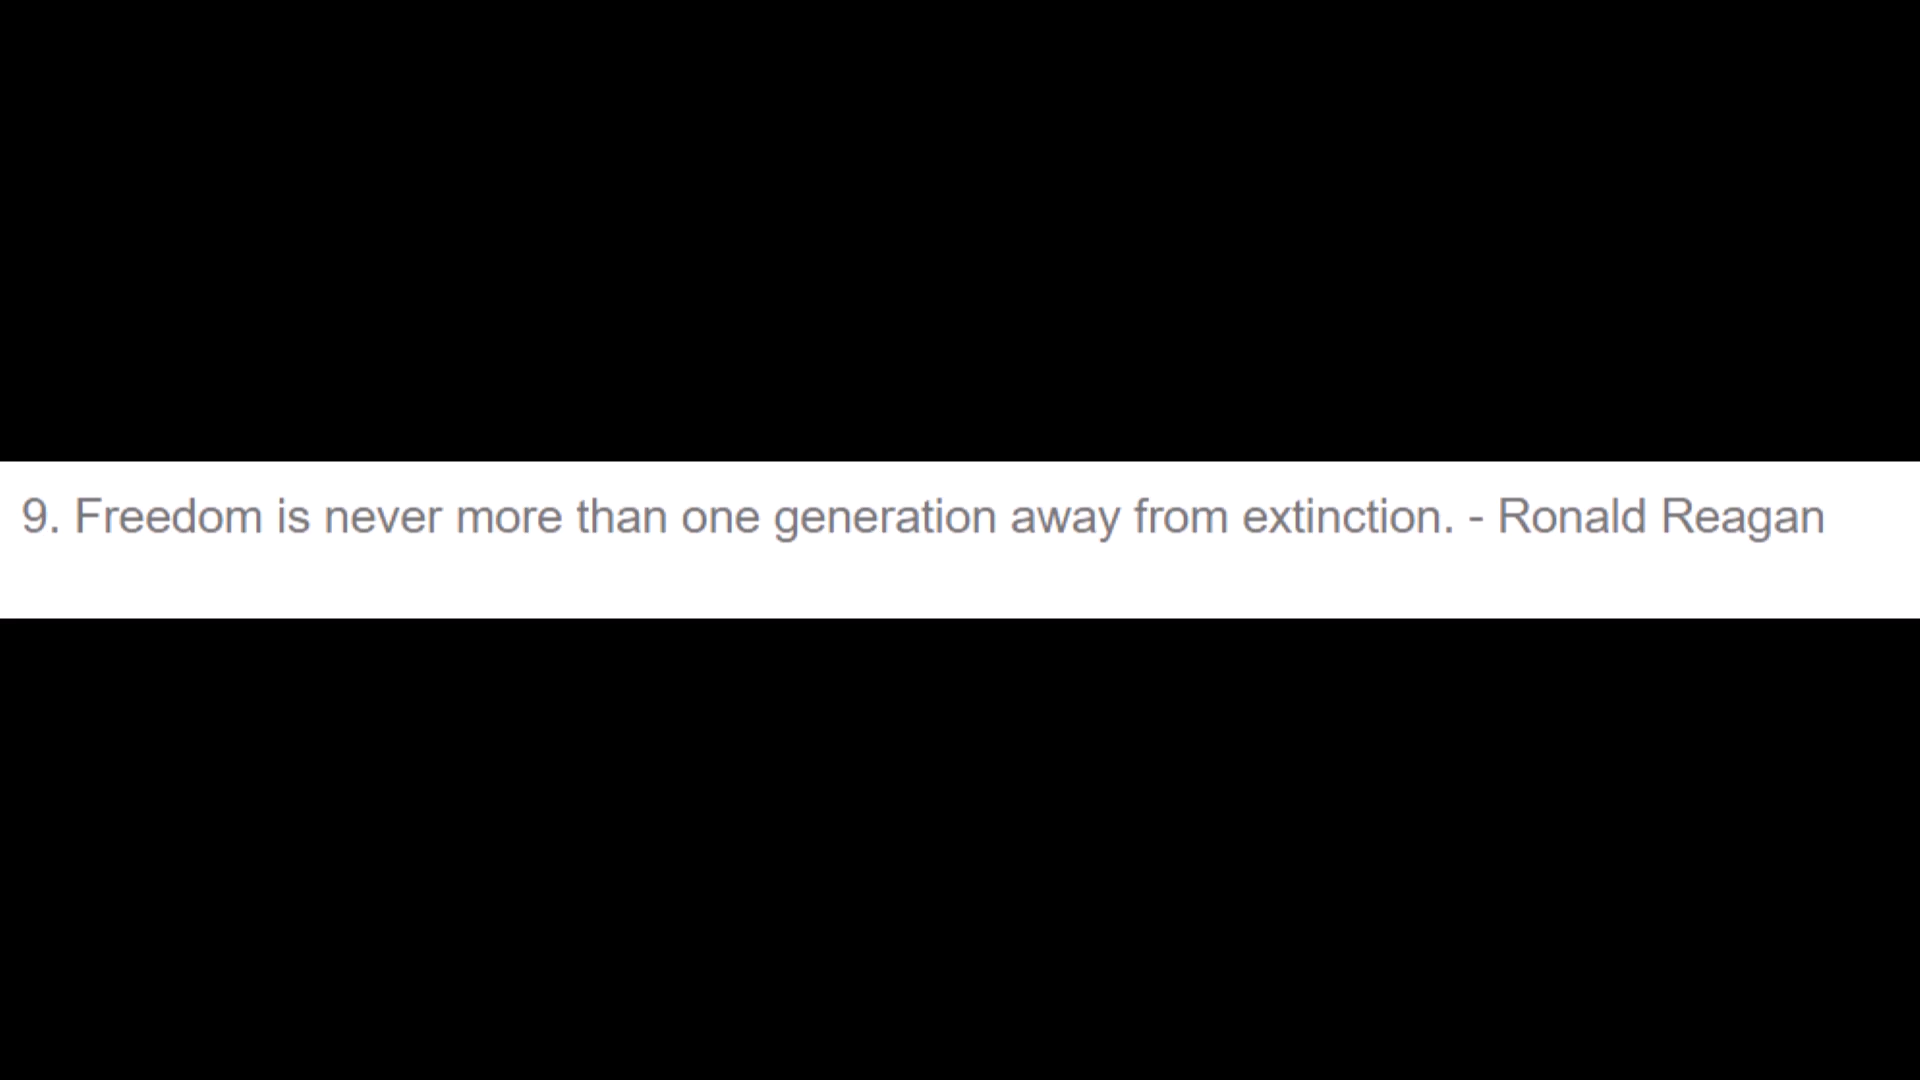 9. Freedom is never more than one generation away from extinction. - Ronald Reagan